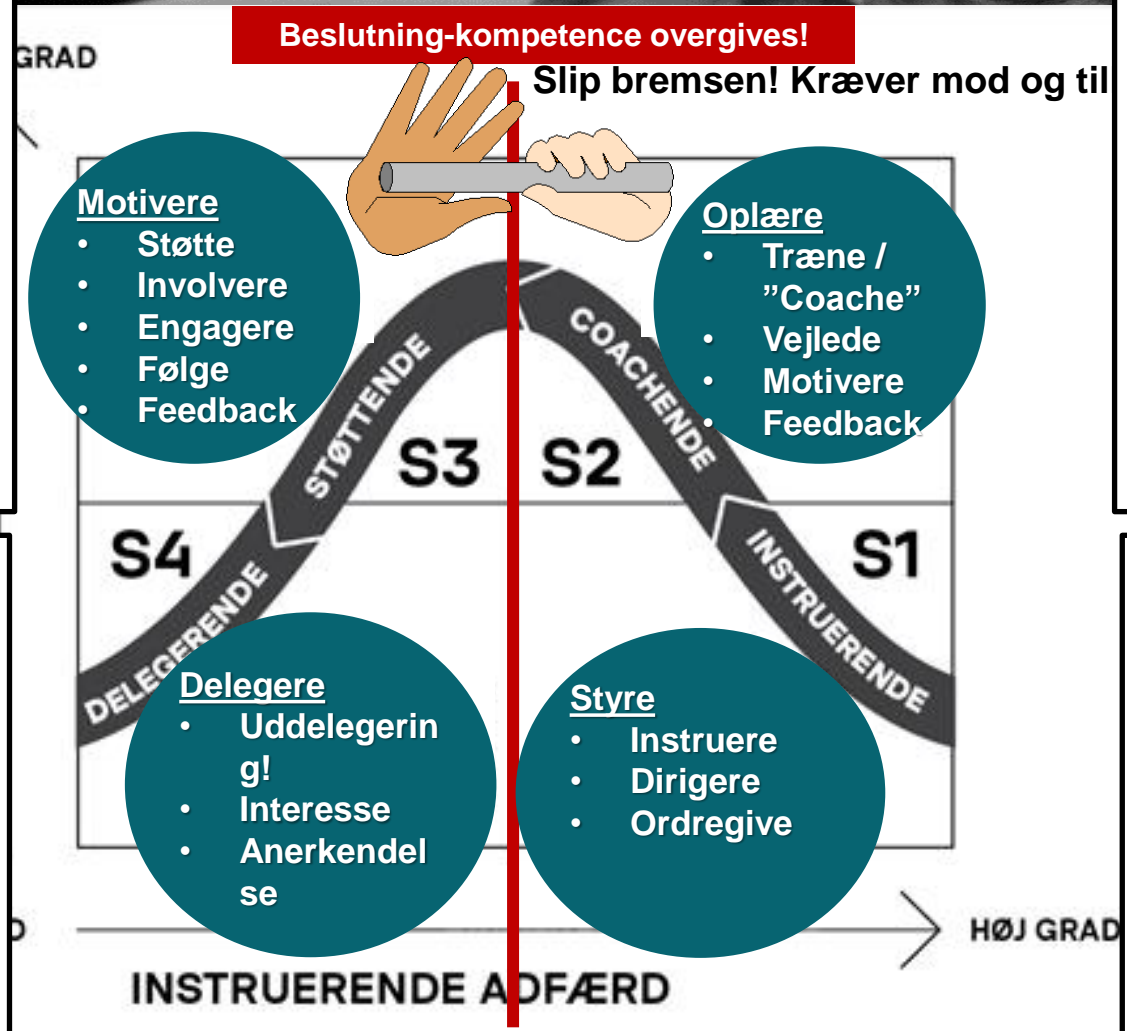 Beslutning-kompetence overgives!
GRAD
Slip bremsen! Kræver mod og til
Motivere
• Støtte
• Involvere
• Engagere
• Følge
• Feedback
Oplære
• Træne /
”Coache”
• Vejlede
• Motivere
• Feedback
STØTTENDE
COACHENDE
S3
S2
S4
S1
DELEGERENDE
INSTRUERENDE
Delegere
• Uddelegerin
g!
• Interesse
• Anerkendel
se
Styre
• Instruere
• Dirigere
• Ordregive
D
HØJ GRAD
INSTRUERENDE ADFÆRD